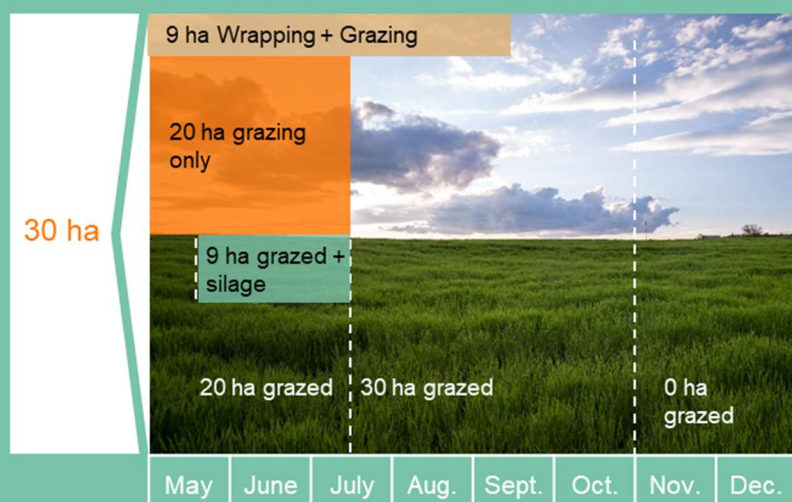 9 ha Wrapping + Grazing
20 ha grazing
only
30 ha
9 ha grazed +
silage
20 ha grazed
30 ha grazed
0 ha
grazed
May
June
July
Aug.
Sept.
Oct.
Nov.
Dec.